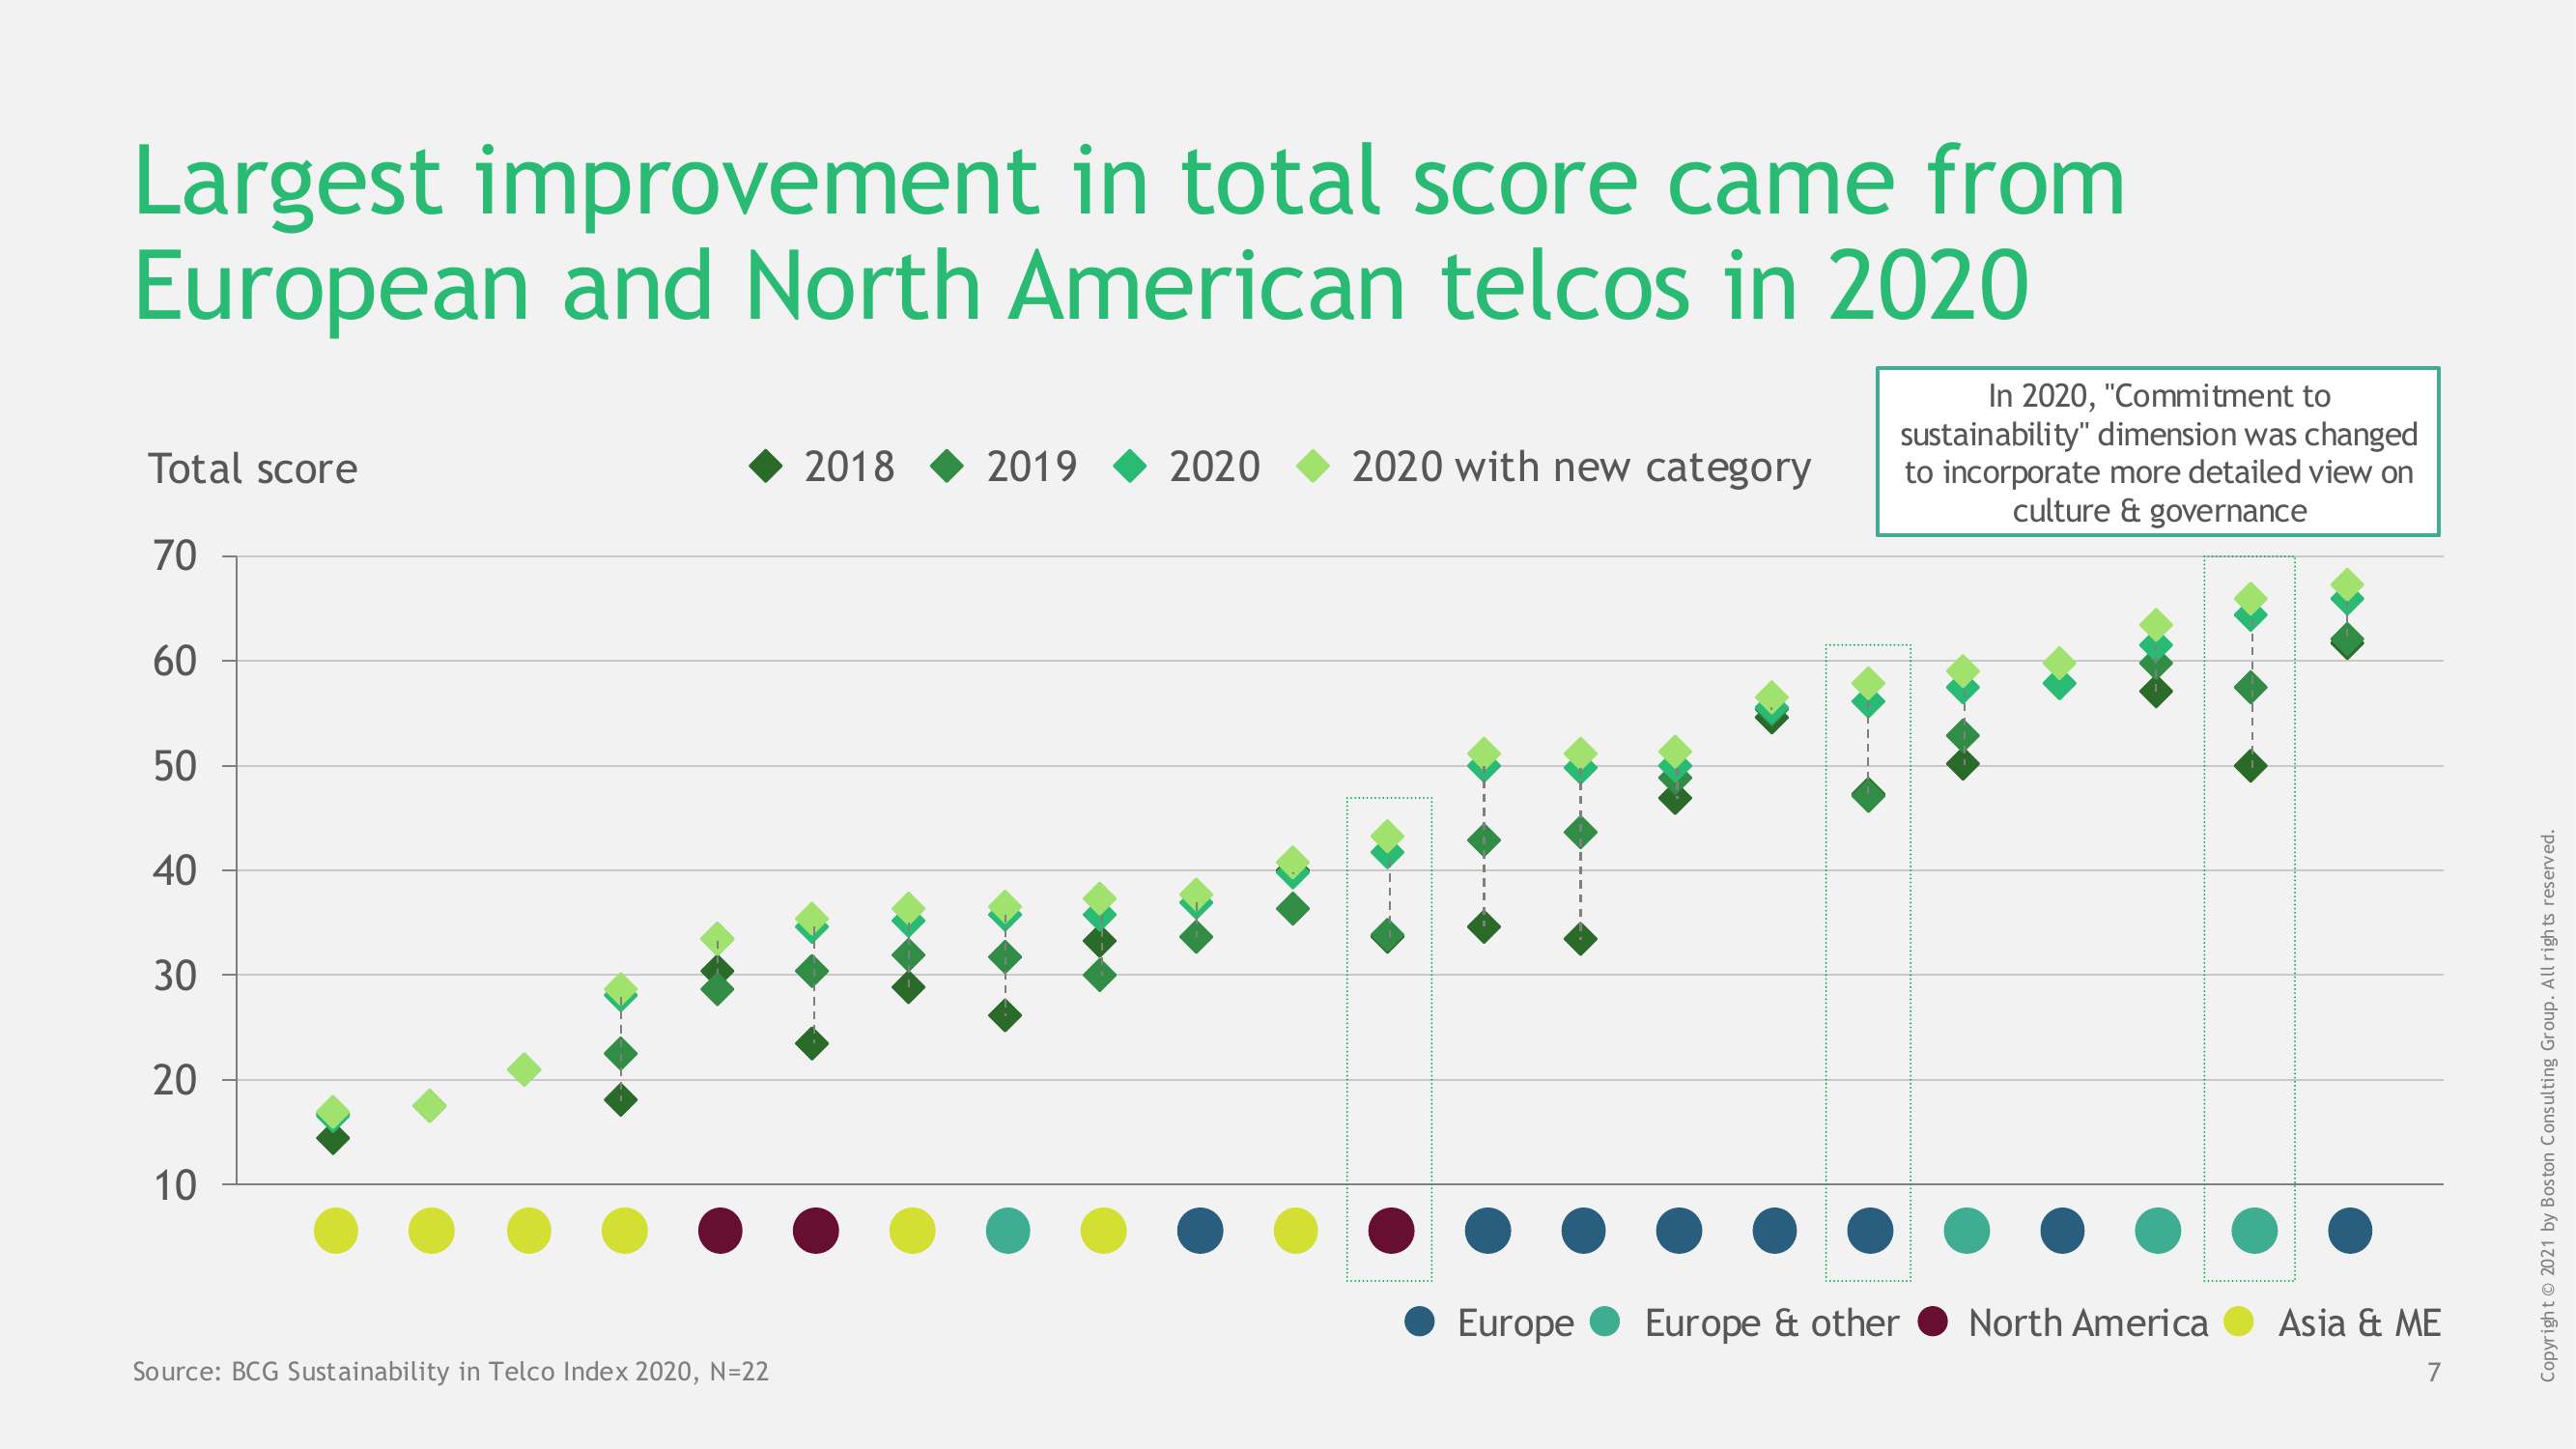 Largest improvement in total score came from
European and North American telcos in 2020
In 2020, "Commitment to
sustainability" dimension was changed
to incorporate more detailed view on
culture & governance
Total score
2018
2019
2020
2020 with new category
70
60
50
40
30
20
10
Europe
Europe & other
North America
Asia & ME
Source: BCG Sustainability in Telco Index 2020, N=22
7
Copyright © 2021 by Boston Consulting Group. All rights reserved.